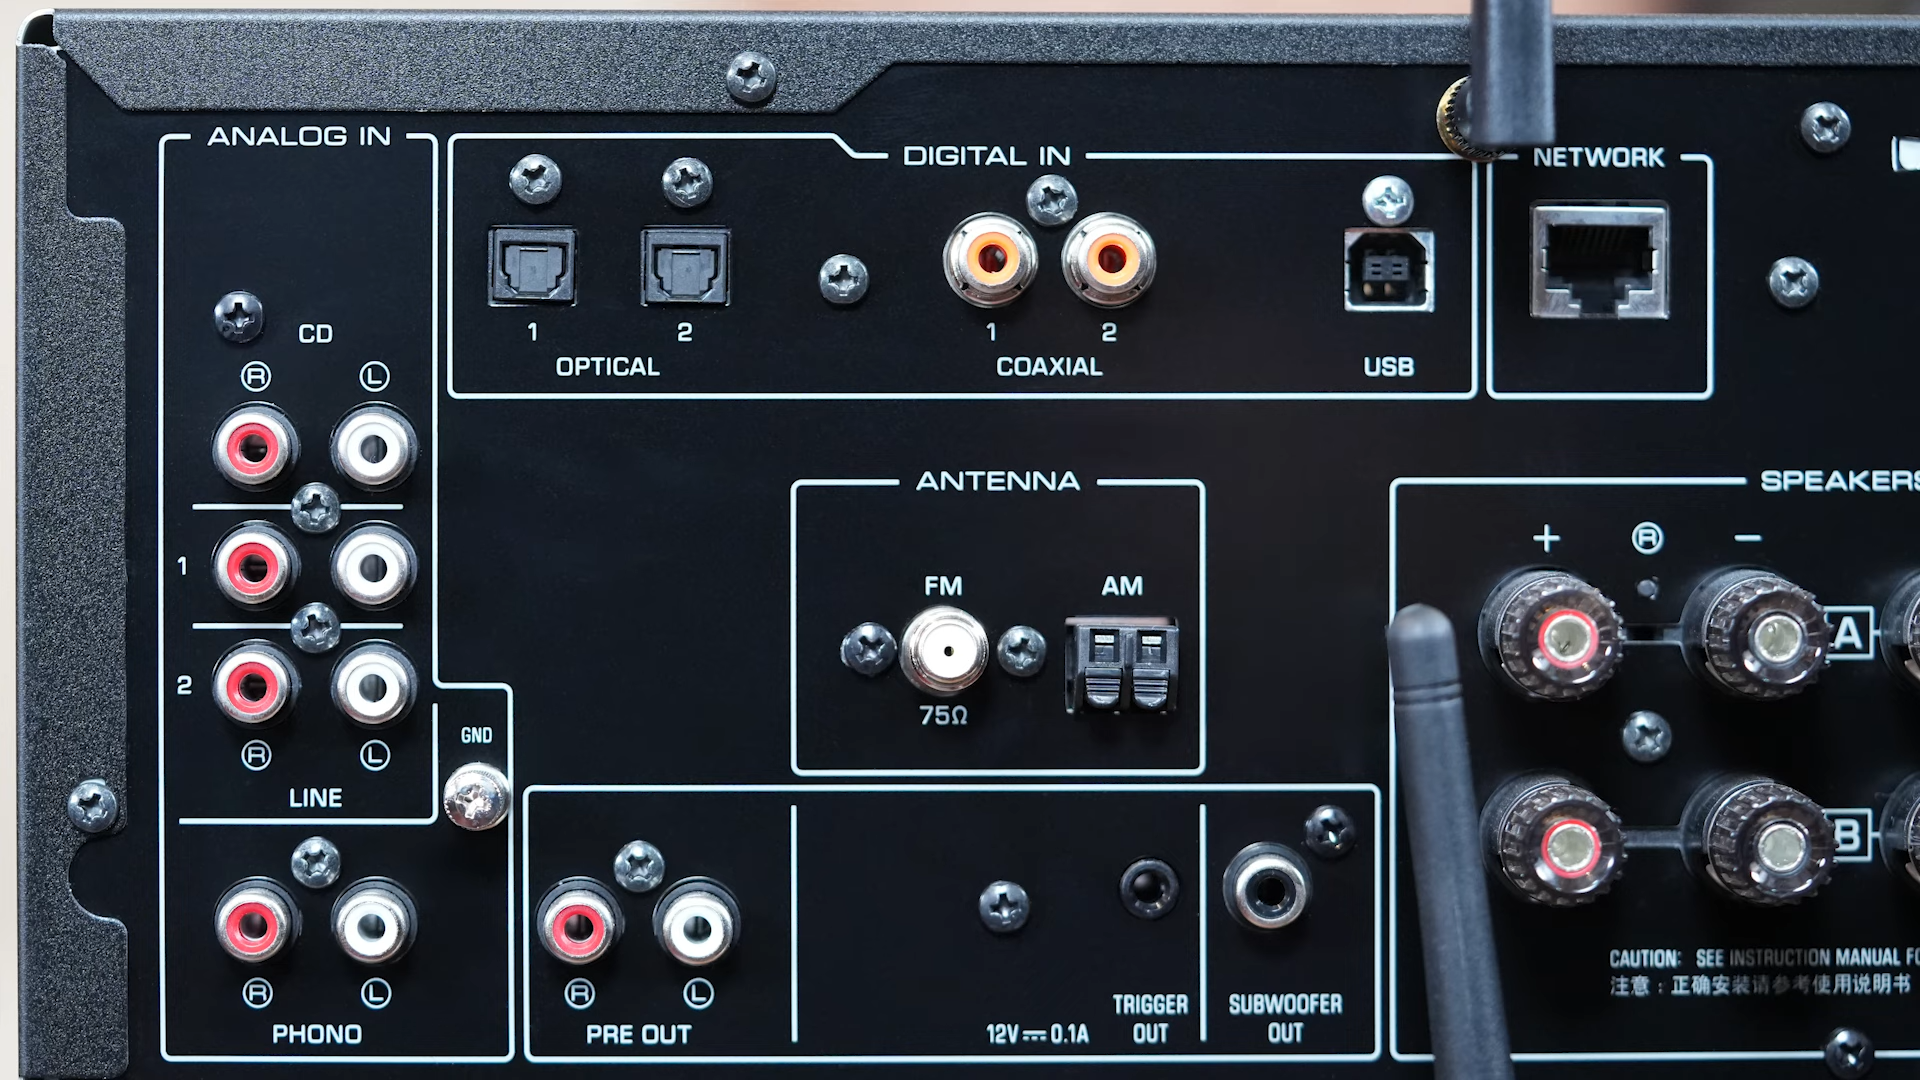 ANALOG IN
CD
R L
1
2
R L
LINE
GND
R L
PHONO
DIGITAL IN
1 2
OPTICAL
1 2
COAXIAL
USB
NETWORK
ANTENNA
FM AM
75Ω
R L
PRE OUT
12V⎓0.1A
TRIGGER
OUT
SUBWOOFER
OUT
SPEAKERS
+ R −
A
B
CAUTION: SEE INSTRUCTION MANUAL
注意：正确安装请参考使用说明书